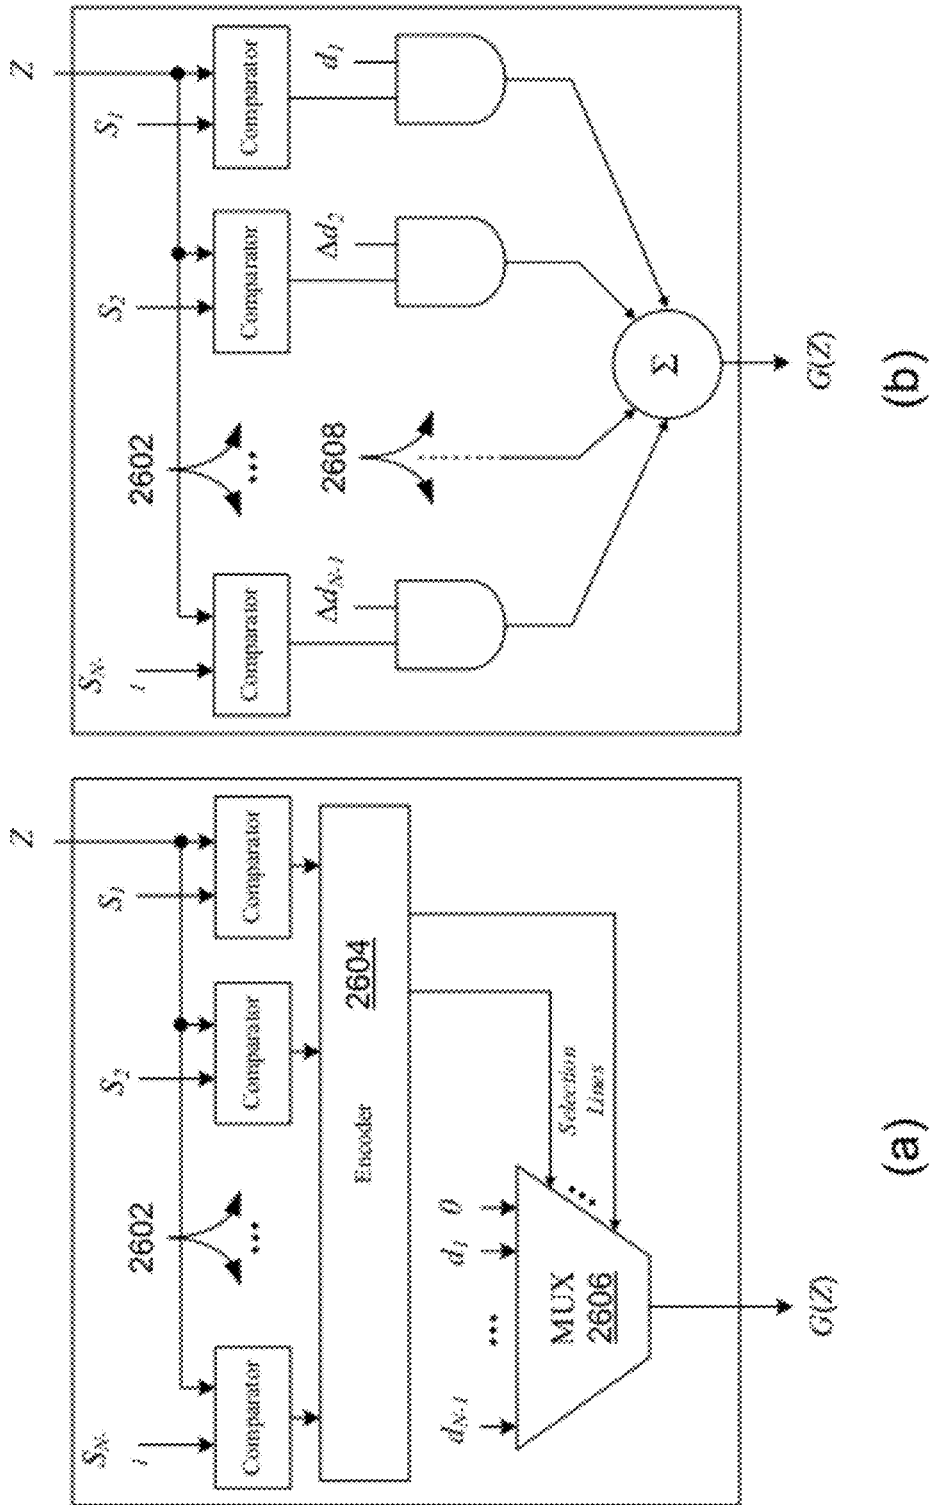 Z
S1
S2
SN-1
Comparator
Comparator
Comparator
2602
...
Encoder
2604
Selection
Lines
...
0
d1
...
dN-1
MUX
2606
G(Z)
(a)
Z
S1
S2
SN-1
Comparator
Comparator
Comparator
2602
...
d1
Δd2
2608
ΔdN-1
Σ
G(Z)
(b)